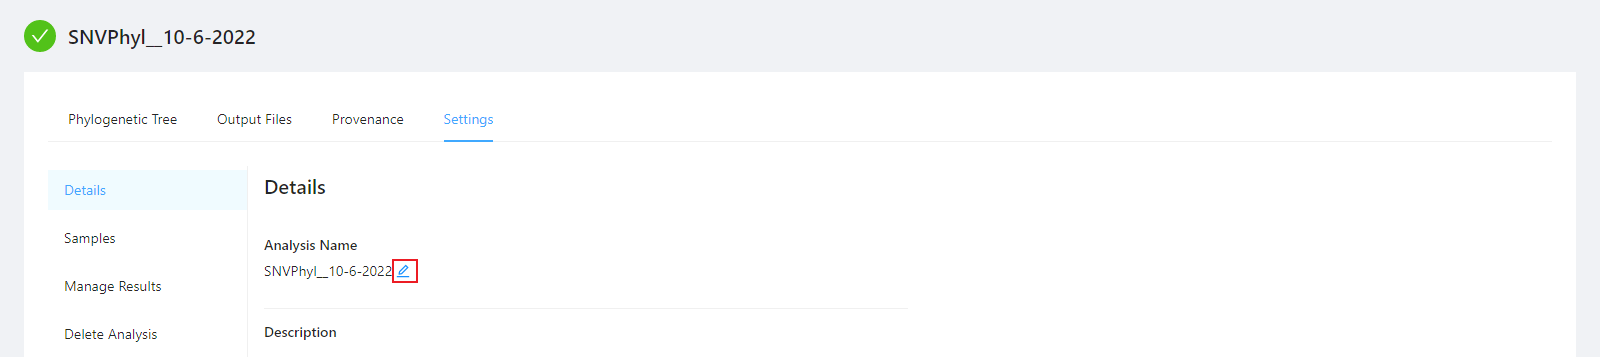 SNVPhyl__10-6-2022
Phylogenetic Tree Output Files Provenance Settings
Details
Samples
Manage Results
Delete Analysis
Details
Analysis Name
SNVPhyl__10-6-2022
Description